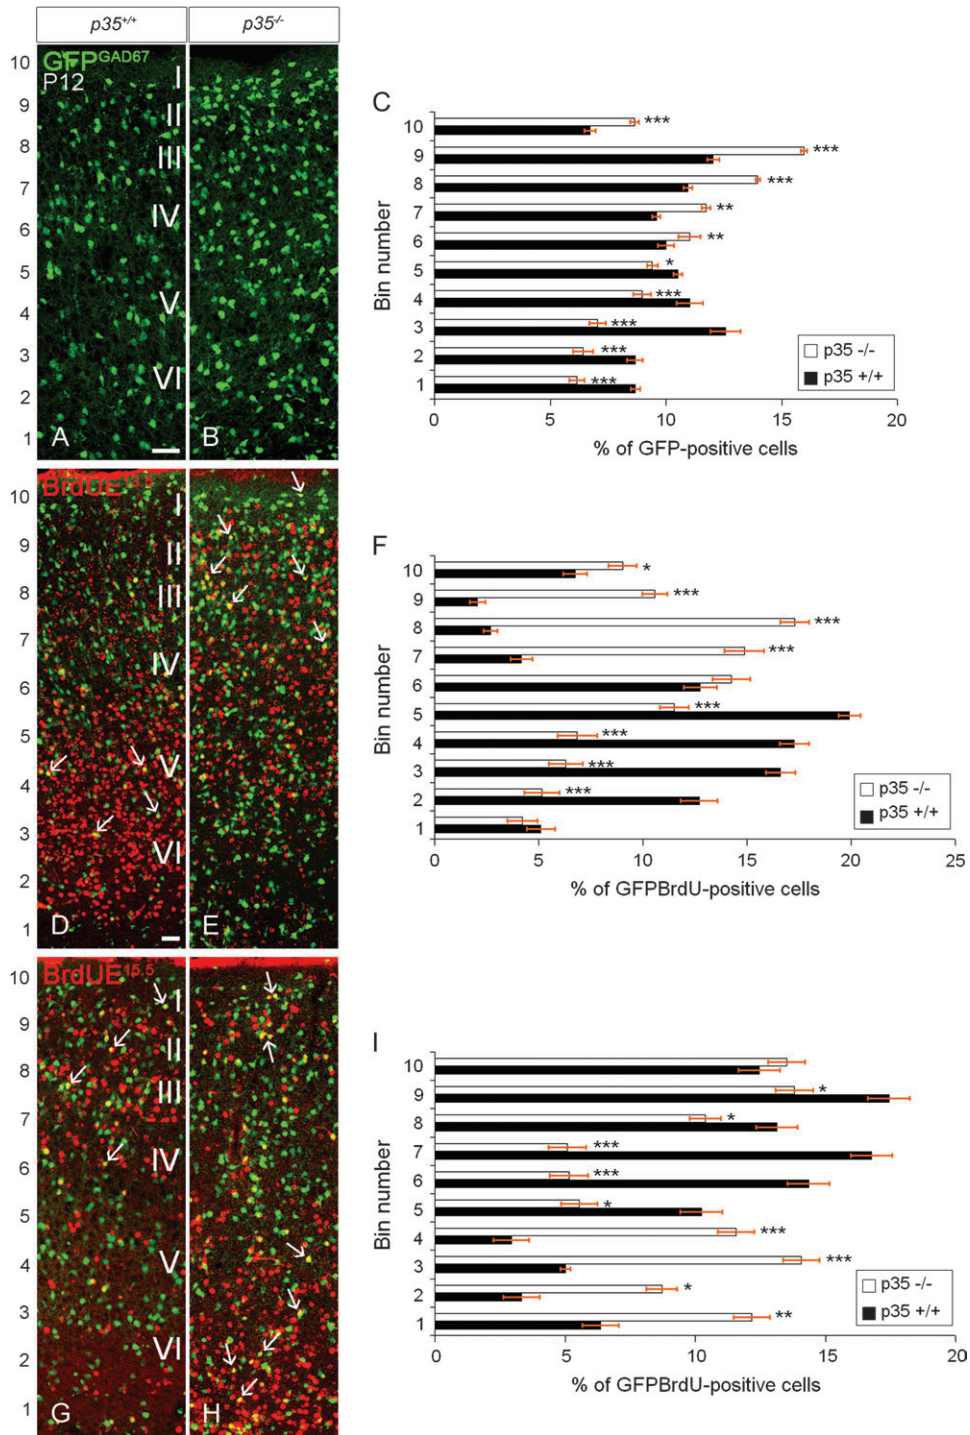 p35+/+ p35-/-
GFPGAD67
P12
10
9
8
7
6
5
4
3
2
1
I
II
III
IV
V
VI
A B
C
Bin number
10 ***
9 ***
8 ***
7 **
6 **
5 *
4 ***
3 ***
2 ***
1 ***
p35 -/-
p35 +/+
0 5 10 15 20
% of GFP-positive cells
BrdUE13.5
10
9
8
7
6
5
4
3
2
1
I
II
III
IV
V
VI
D E
F
Bin number
10 *
9 ***
8 ***
7 ***
6
5 ***
4 ***
3 ***
2 ***
1
p35 -/-
p35 +/+
0 5 10 15 20 25
% of GFPBrdU-positive cells
BrdUE15.5
10
9
8
7
6
5
4
3
2
1
I
II
III
IV
V
VI
G H
I
Bin number
10
9 *
8 *
7 ***
6 ***
5 *
4 ***
3 ***
2 *
1 **
p35 -/-
p35 +/+
0 5 10 15 20
% of GFPBrdU-positive cells